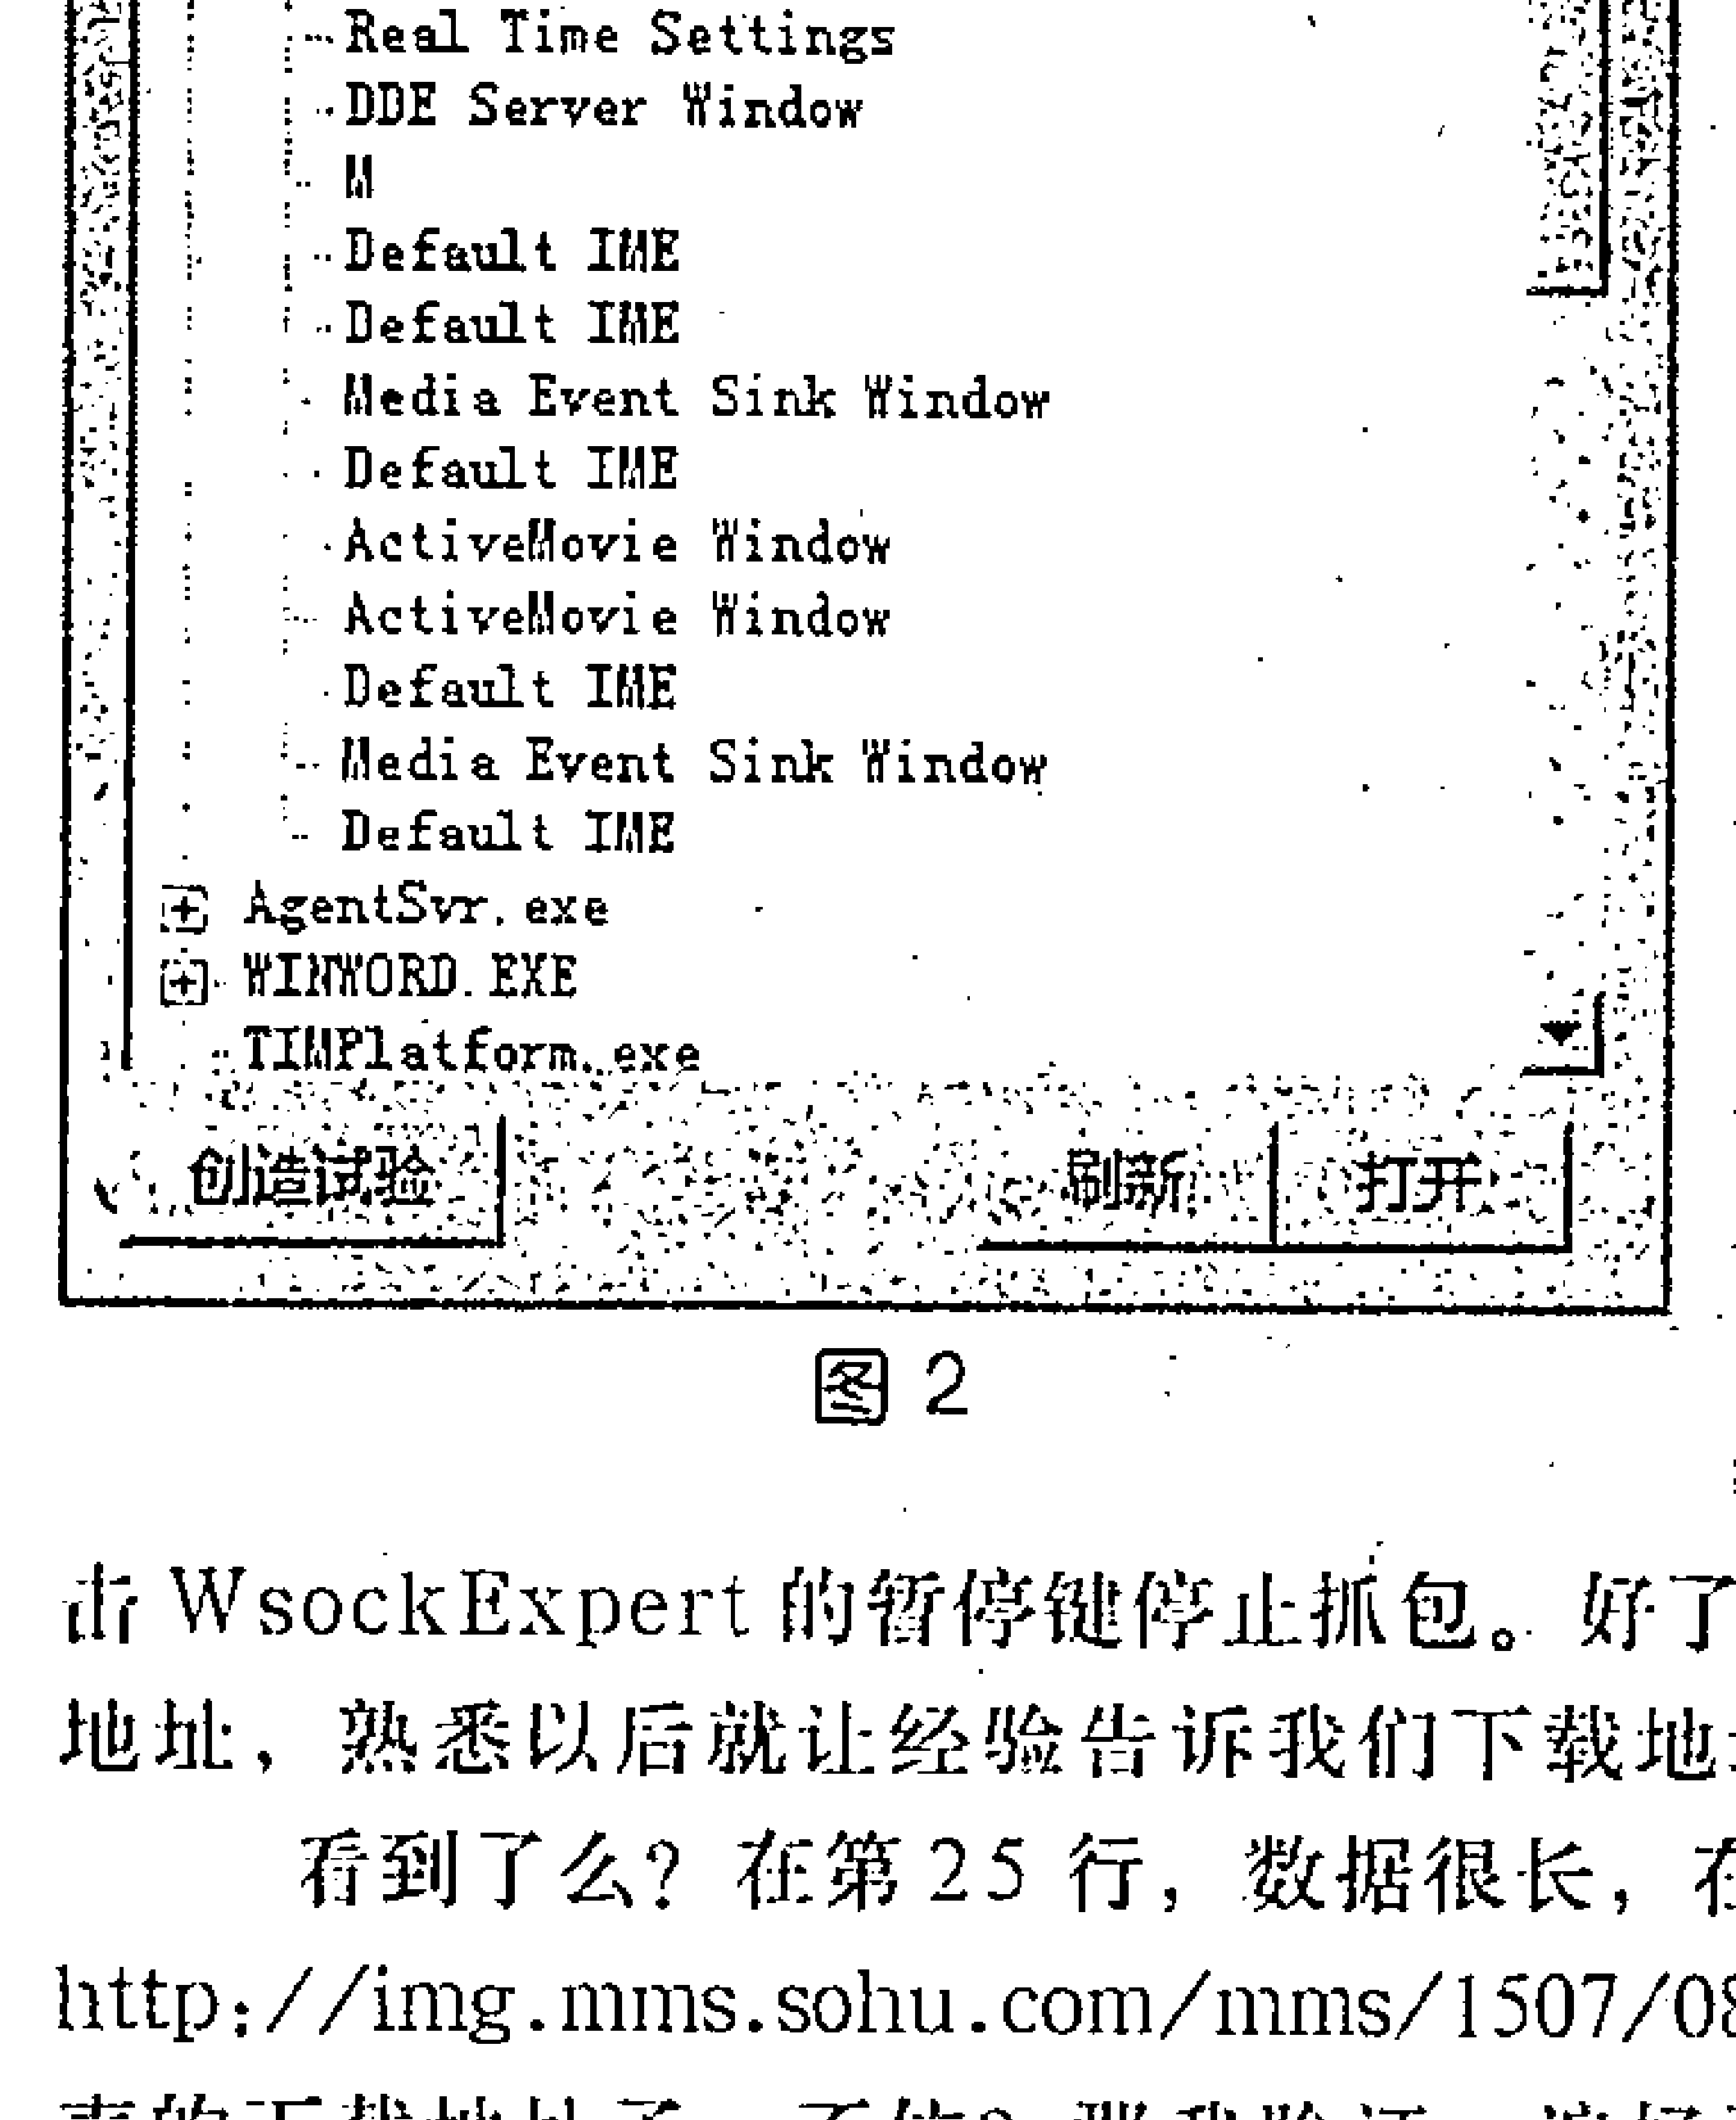 Real Time Settings
DDE Server Window
M
Default IME
Default IME
Media Event Sink Window
Default IME
ActiveMovie Window
ActiveMovie Window
Default IME
Media Event Sink Window
Default IME
AgentSvr.exe
WINWORD.EXE
TIMPlatform.exe
创造试验 刷新 打开
图 2
击 WsockExpert 的暂停键停止抓包。好了
地址，熟悉以后就让经验告诉我们下载地
看到了么？在第25 行，数据很长，在
http://img.mms.sohu.com/mms/1507/08